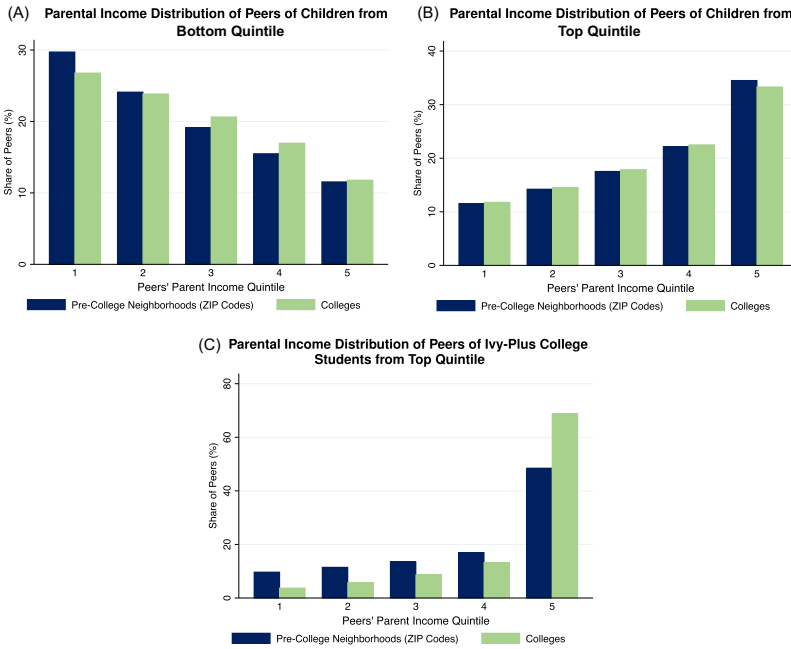 (A) Parental Income Distribution of Peers of Children from
Bottom Quintile
Share of Peers (%)
30
20
10
0
1 2 3 4 5
Peers' Parent Income Quintile
Pre-College Neighborhoods (ZIP Codes) Colleges
(B) Parental Income Distribution of Peers of Children from
Top Quintile
Share of Peers (%)
40
30
20
10
0
1 2 3 4 5
Peers' Parent Income Quintile
Pre-College Neighborhoods (ZIP Codes) Colleges
(C) Parental Income Distribution of Peers of Ivy-Plus College
Students from Top Quintile
Share of Peers (%)
80
60
40
20
0
1 2 3 4 5
Peers' Parent Income Quintile
Pre-College Neighborhoods (ZIP Codes) Colleges